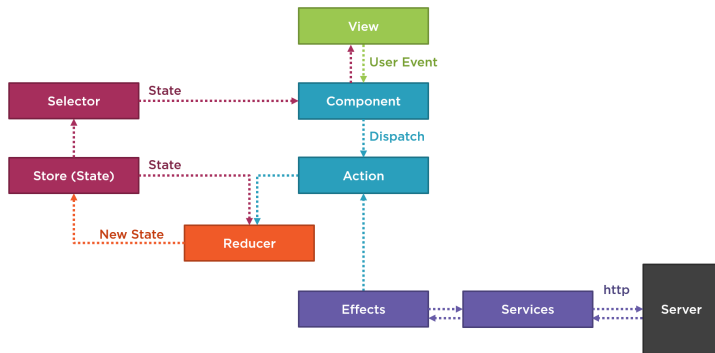 View
User Event
State
Selector
Component
Dispatch
State
Store (State)
Action
New State
Reducer
http
Effects
Services
Server